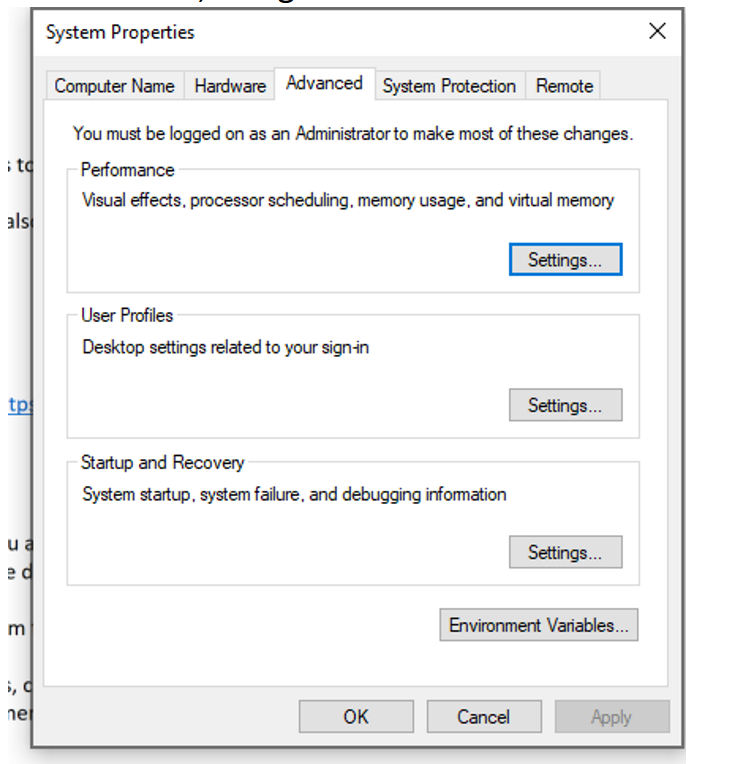 System Properties
Computer Name Hardware Advanced System Protection Remote
You must be logged on as an Administrator to make most of these changes.
Performance
Visual effects, processor scheduling, memory usage, and virtual memory
Settings...
User Profiles
Desktop settings related to your sign-in
Settings...
Startup and Recovery
System startup, system failure, and debugging information
Settings...
Environment Variables...
OK Cancel Apply